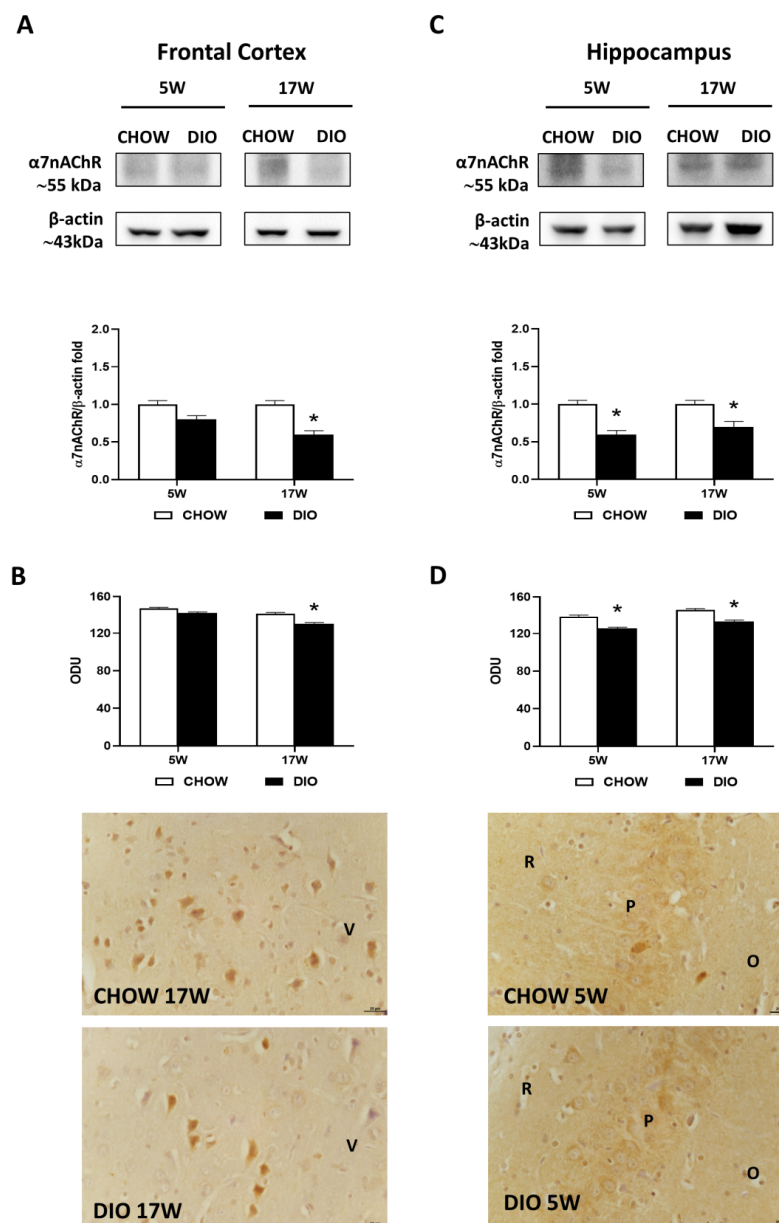 A
Frontal Cortex
5W 17W
CHOW DIO CHOW DIO
α7nAChR
~55 kDa
β-actin
~43kDa
α7nAChR/β-actin fold
2.0
1.5
1.0
0.5
0.0
*
5W 17W
CHOW DIO
C
Hippocampus
5W 17W
CHOW DIO CHOW DIO
α7nAChR
~55 kDa
β-actin
~43kDa
α7nAChR/β-actin fold
2.0
1.5
1.0
0.5
0.0
* *
5W 17W
CHOW DIO
B
ODU
160
120
80
40
0
*
5W 17W
CHOW DIO
V
CHOW 17W
V
DIO 17W
D
ODU
160
120
80
40
0
* *
5W 17W
CHOW DIO
R
P
O
CHOW 5W
R
P
O
DIO 5W